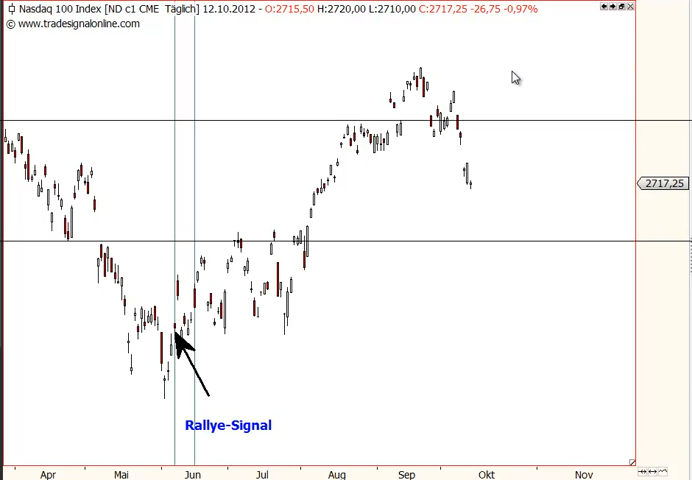 Nasdaq 100 Index [ND c1 CME Täglich] 12.10.2012 - O:2715,50 H:2720,00 L:2710,00 C:2717,25 -26,75 -0,97%
© www.tradesignalonline.com
2717,25
Rallye-Signal
Apr Mai Jun Jul Aug Sep Okt Nov